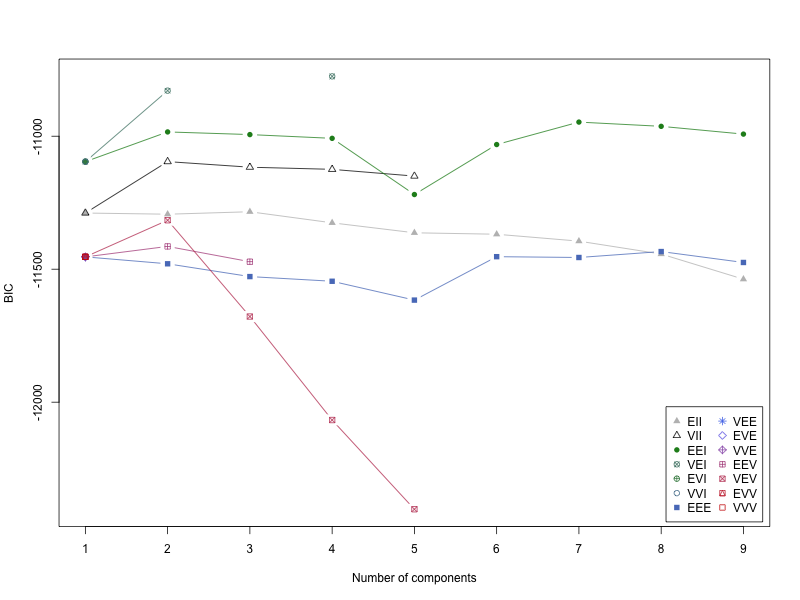 -11000
-11500
-12000
BIC
1 2 3 4 5 6 7 8 9
Number of components
EII VEE
VII EVE
EEI VVE
VEI EEV
EVI VEV
VVI EVV
EEE VVV